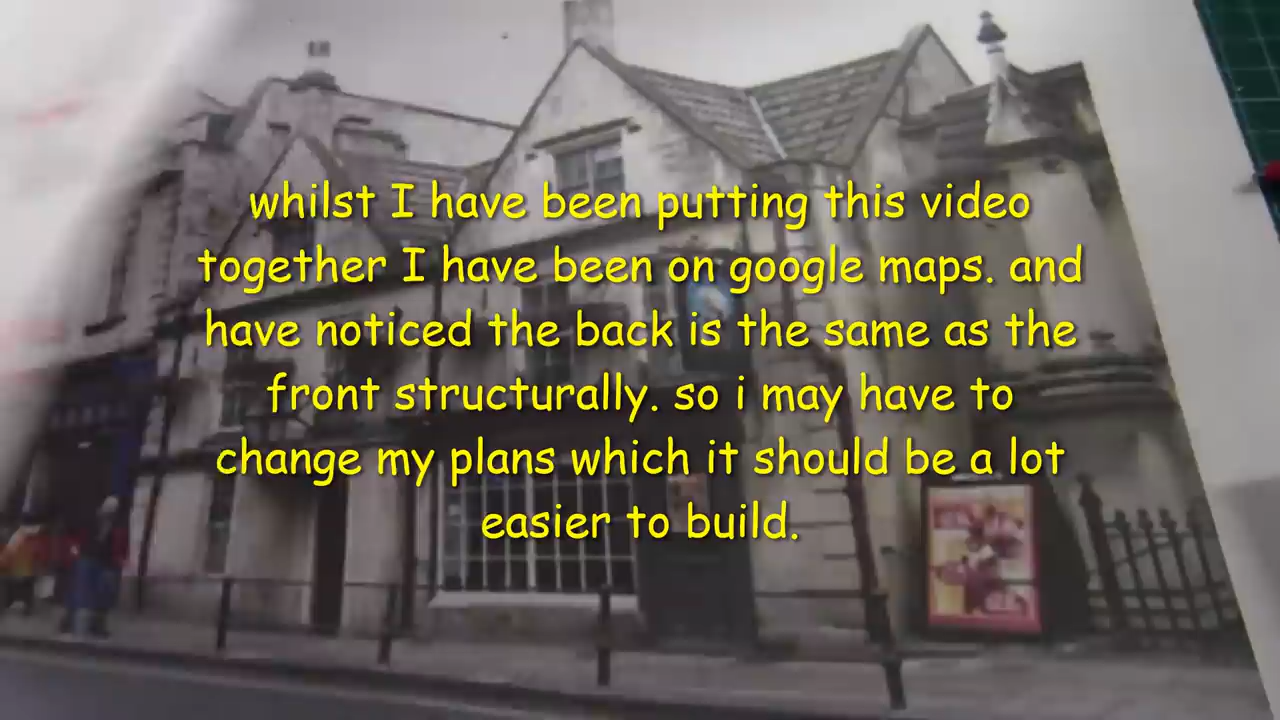 whilst I have been putting this video
together I have been on google maps. and
have noticed the back is the same as the
front structurally. so i may have to
change my plans which it should be a lot
easier to build.